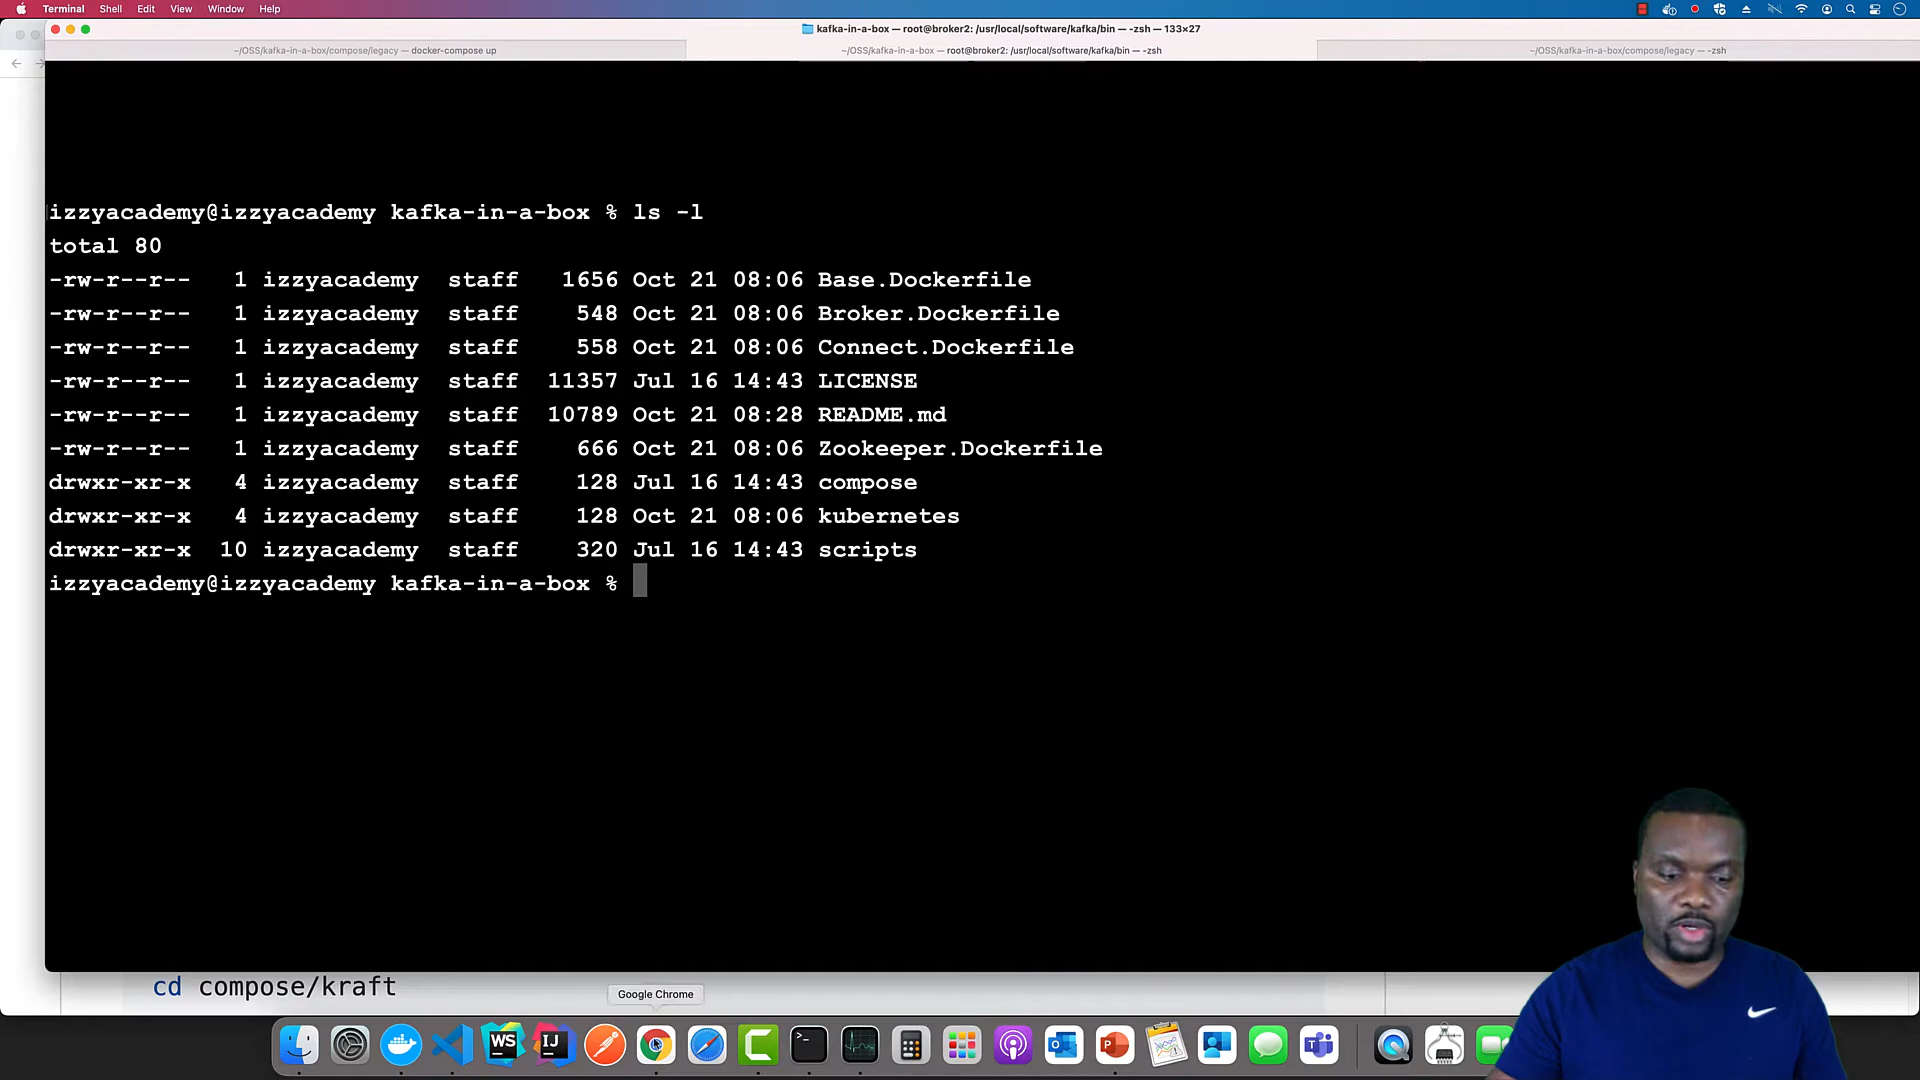 Terminal Shell Edit View Window Help
kafka-in-a-box — root@broker2: /usr/local/software/kafka/bin — -zsh — 133×27
~/OSS/kafka-in-a-box/compose/legacy — docker-compose up
~/OSS/kafka-in-a-box — root@broker2: /usr/local/software/kafka/bin — -zsh
~/OSS/kafka-in-a-box/compose/legacy — -zsh
izzyacademy@izzyacademy kafka-in-a-box % ls -l
total 80
-rw-r--r-- 1 izzyacademy staff 1656 Oct 21 08:06 Base.Dockerfile
-rw-r--r-- 1 izzyacademy staff 548 Oct 21 08:06 Broker.Dockerfile
-rw-r--r-- 1 izzyacademy staff 558 Oct 21 08:06 Connect.Dockerfile
-rw-r--r-- 1 izzyacademy staff 11357 Jul 16 14:43 LICENSE
-rw-r--r-- 1 izzyacademy staff 10789 Oct 21 08:28 README.md
-rw-r--r-- 1 izzyacademy staff 666 Oct 21 08:06 Zookeeper.Dockerfile
drwxr-xr-x 4 izzyacademy staff 128 Jul 16 14:43 compose
drwxr-xr-x 4 izzyacademy staff 128 Oct 21 08:06 kubernetes
drwxr-xr-x 10 izzyacademy staff 320 Jul 16 14:43 scripts
izzyacademy@izzyacademy kafka-in-a-box %
cd compose/kraft
Google Chrome
WS
IJ